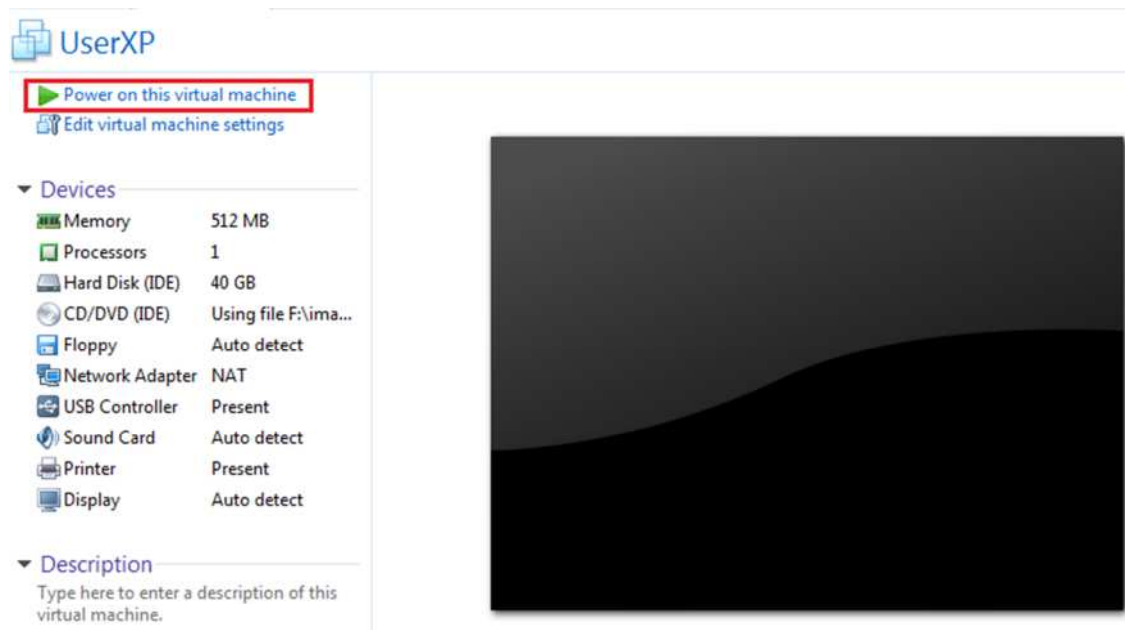 UserXP
Power on this virtual machine
Edit virtual machine settings
Devices
Memory 512 MB
Processors 1
Hard Disk (IDE) 40 GB
CD/DVD (IDE) Using file F:\ima...
Floppy Auto detect
Network Adapter NAT
USB Controller Present
Sound Card Auto detect
Printer Present
Display Auto detect
Description
Type here to enter a description of this
virtual machine.